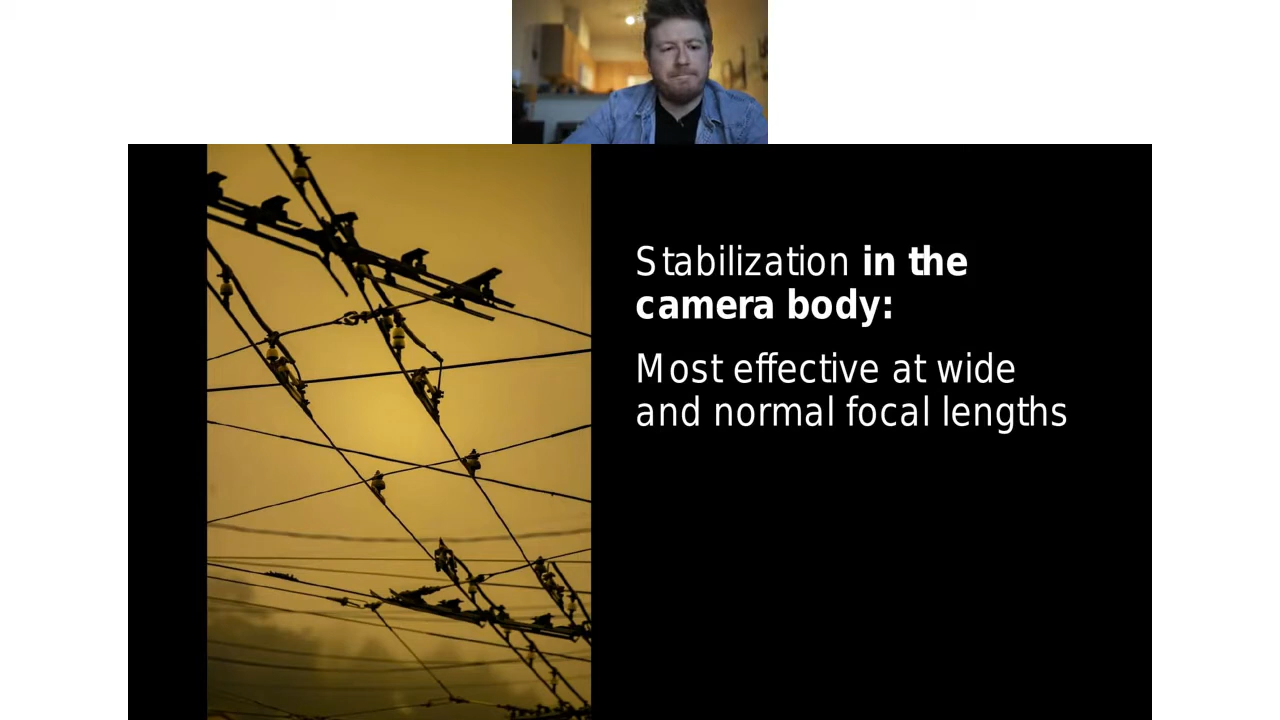 Stabilization in the
camera body:
Most effective at wide
and normal focal lengths